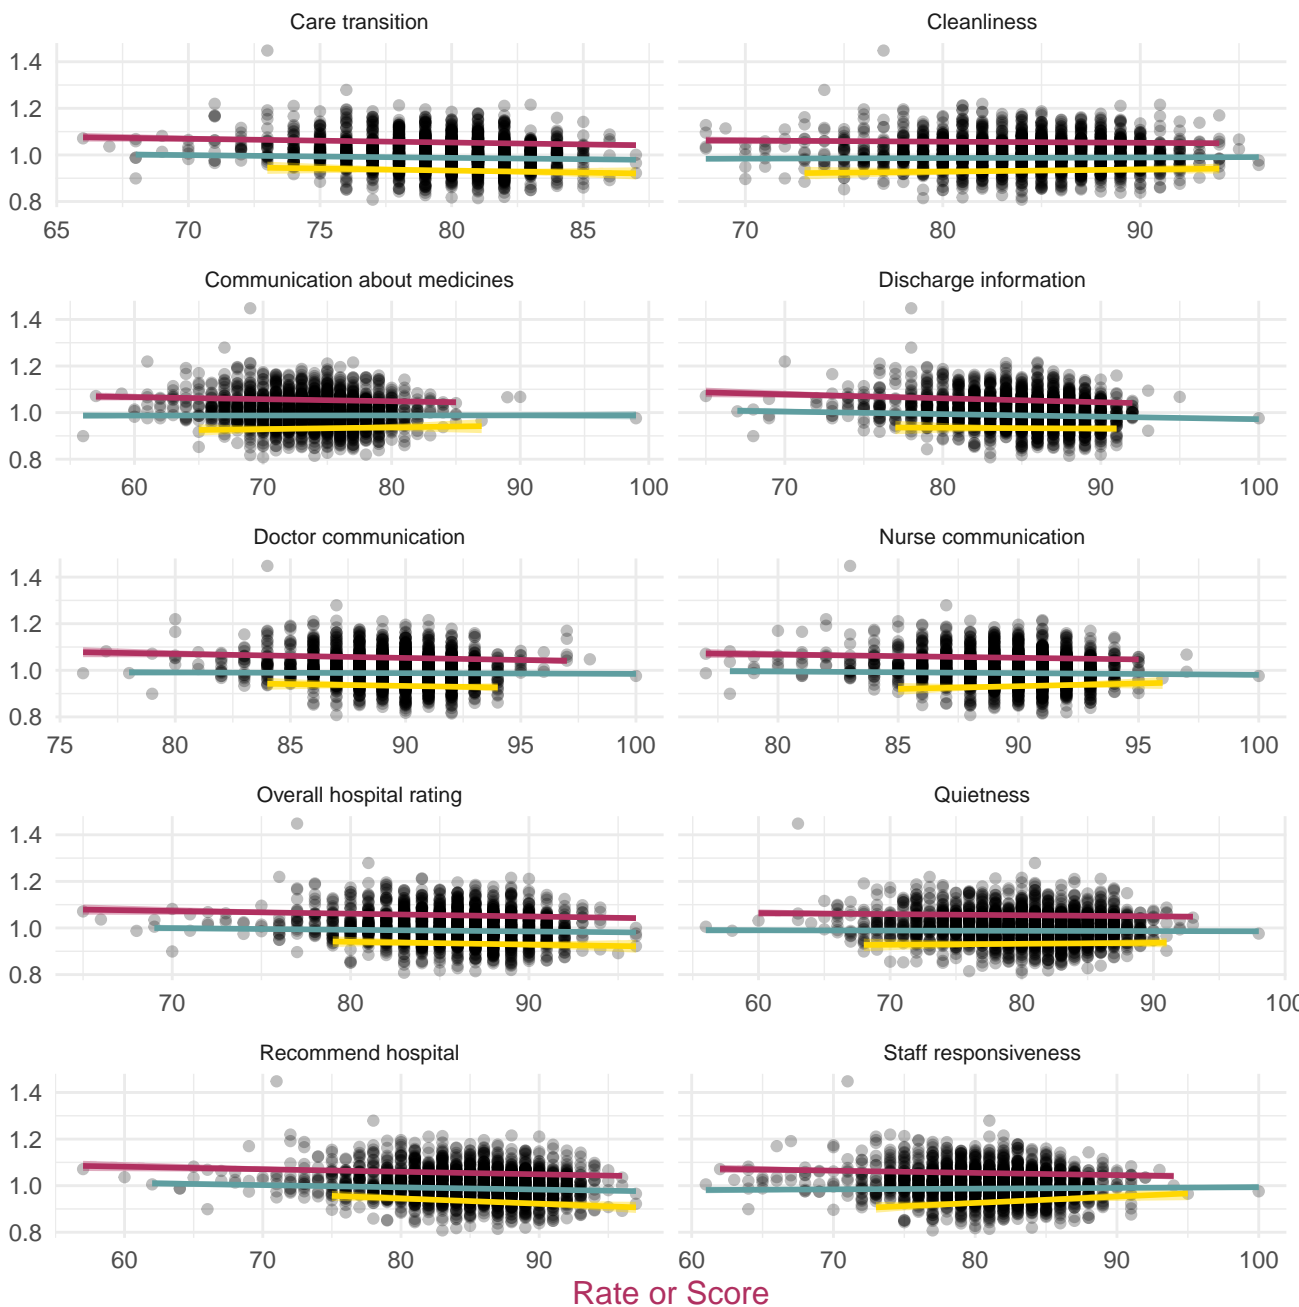 Care transition
Cleanliness
1.4
1.2
1.0
0.8
65 70 75 80 85
70 80 90
Communication about medicines
Discharge information
1.4
1.2
1.0
0.8
60 70 80 90 100
70 80 90 100
Doctor communication
Nurse communication
1.4
1.2
1.0
0.8
75 80 85 90 95 100
80 85 90 95 100
Overall hospital rating
Quietness
1.4
1.2
1.0
0.8
70 80 90
60 70 80 90 100
Recommend hospital
Staff responsiveness
1.4
1.2
1.0
0.8
60 70 80 90
60 70 80 90 100
Rate or Score